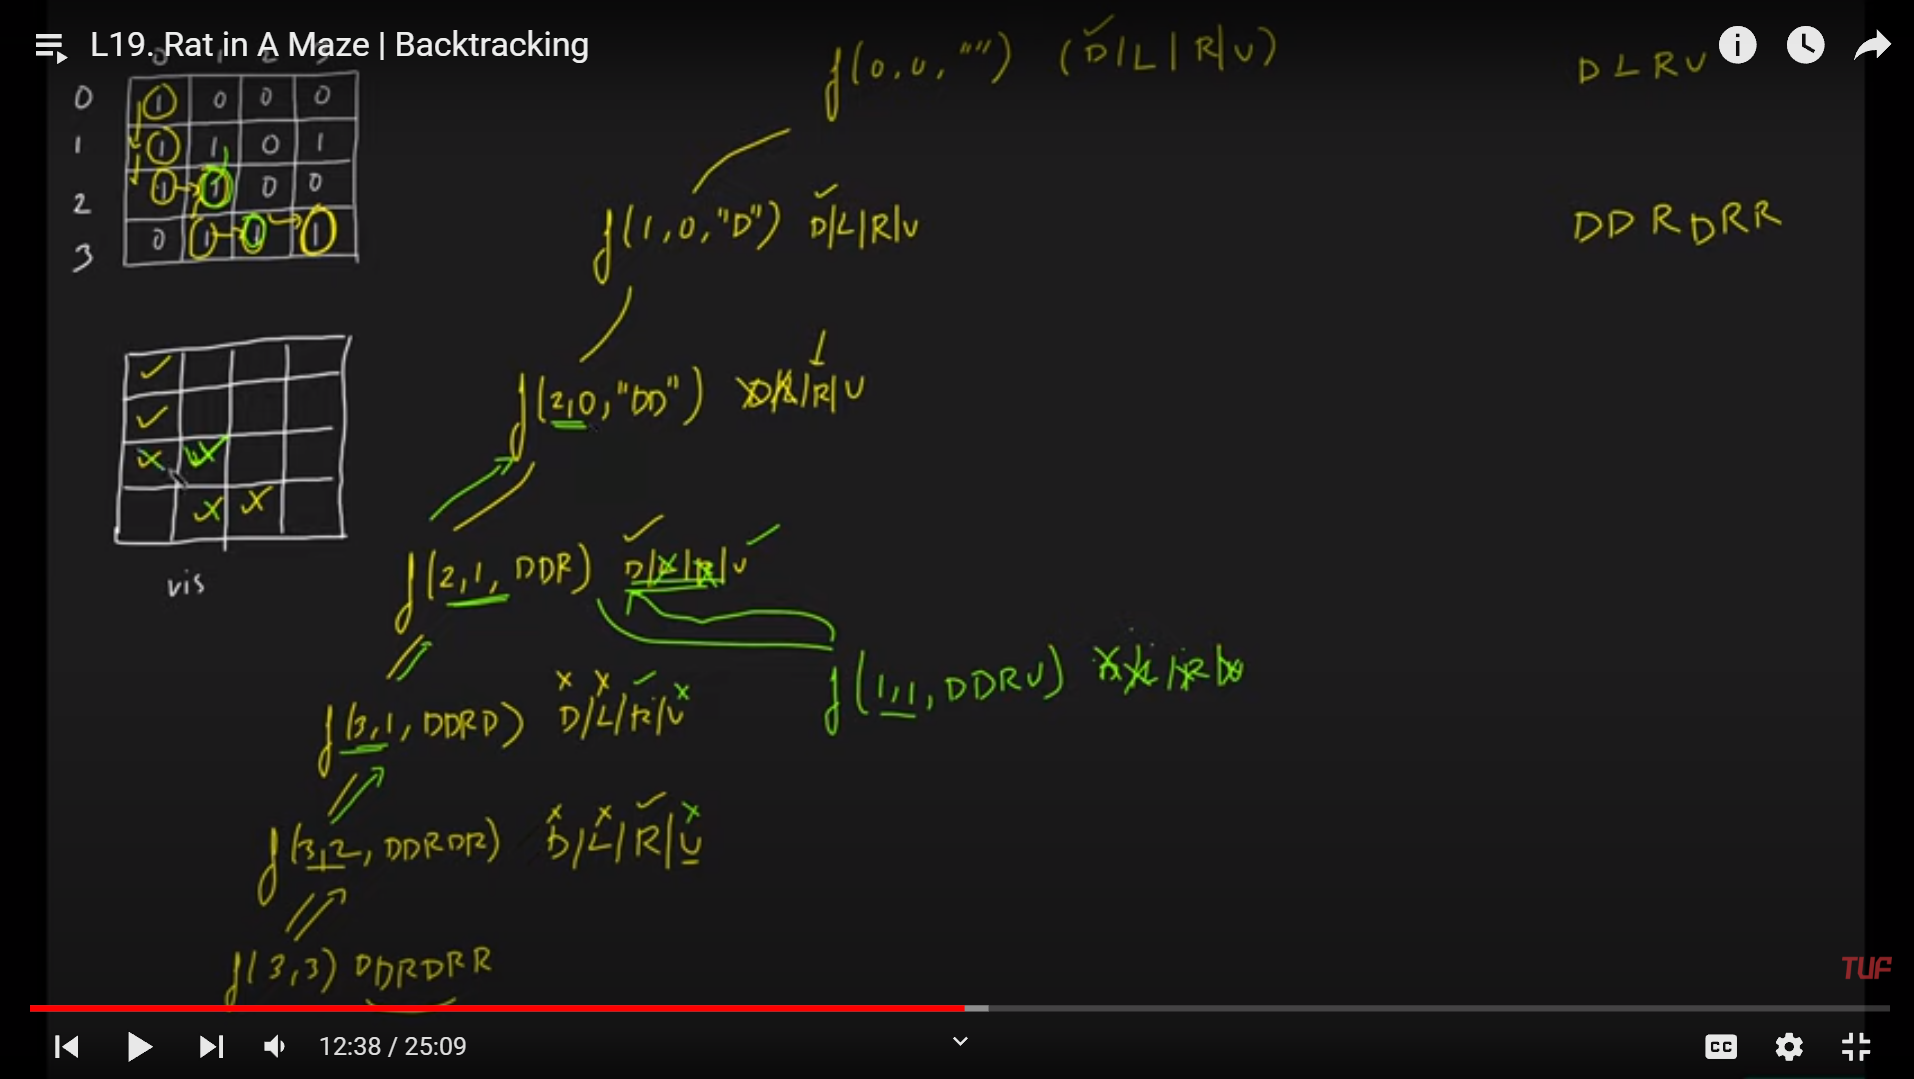 L19. Rat in A Maze | Backtracking
f(0,0,"") (D/L|R|U)
D L R U
0 1 2 3
0 1 0 0 0
1 1 1 0 1
2 1 1 0 0
3 0 1 1 1
f(1,0,"D") D/L|R|U
DDRDRR
f(2,0,"DD") D/L/R|U
vis
f(2,1, DDR) D|L|R|U
f(1,1, DDRU) D/L/R/U
f(3,1, DDRD) D/L/R/U
f(3,2, DDRDR) D/L/R/U
f(3,3) DDRDRR
TUF
12:38 / 25:09
CC